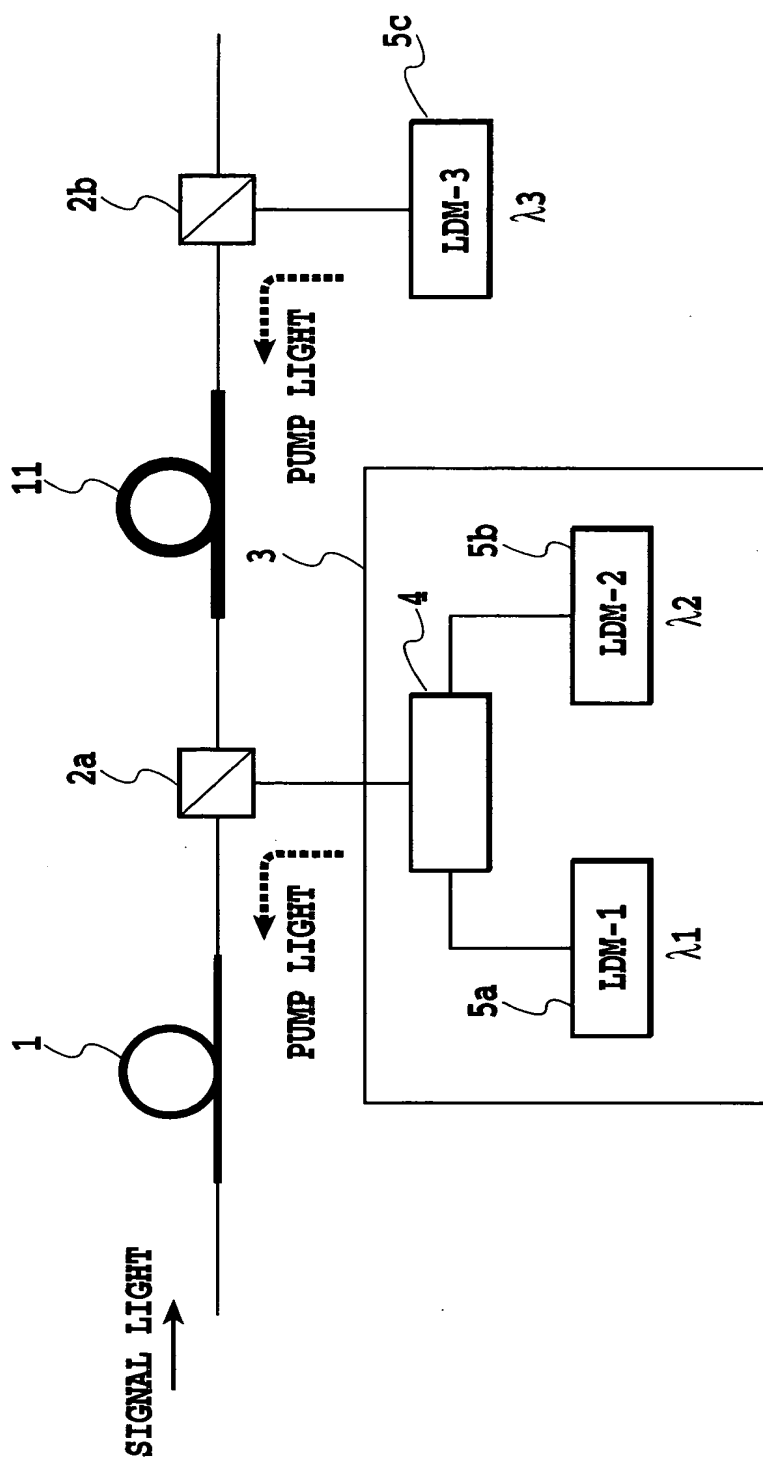 SIGNAL LIGHT
1
2a
11
2b
PUMP LIGHT
PUMP LIGHT
3
4
5a
LDM-1
λ1
5b
LDM-2
λ2
5c
LDM-3
λ3